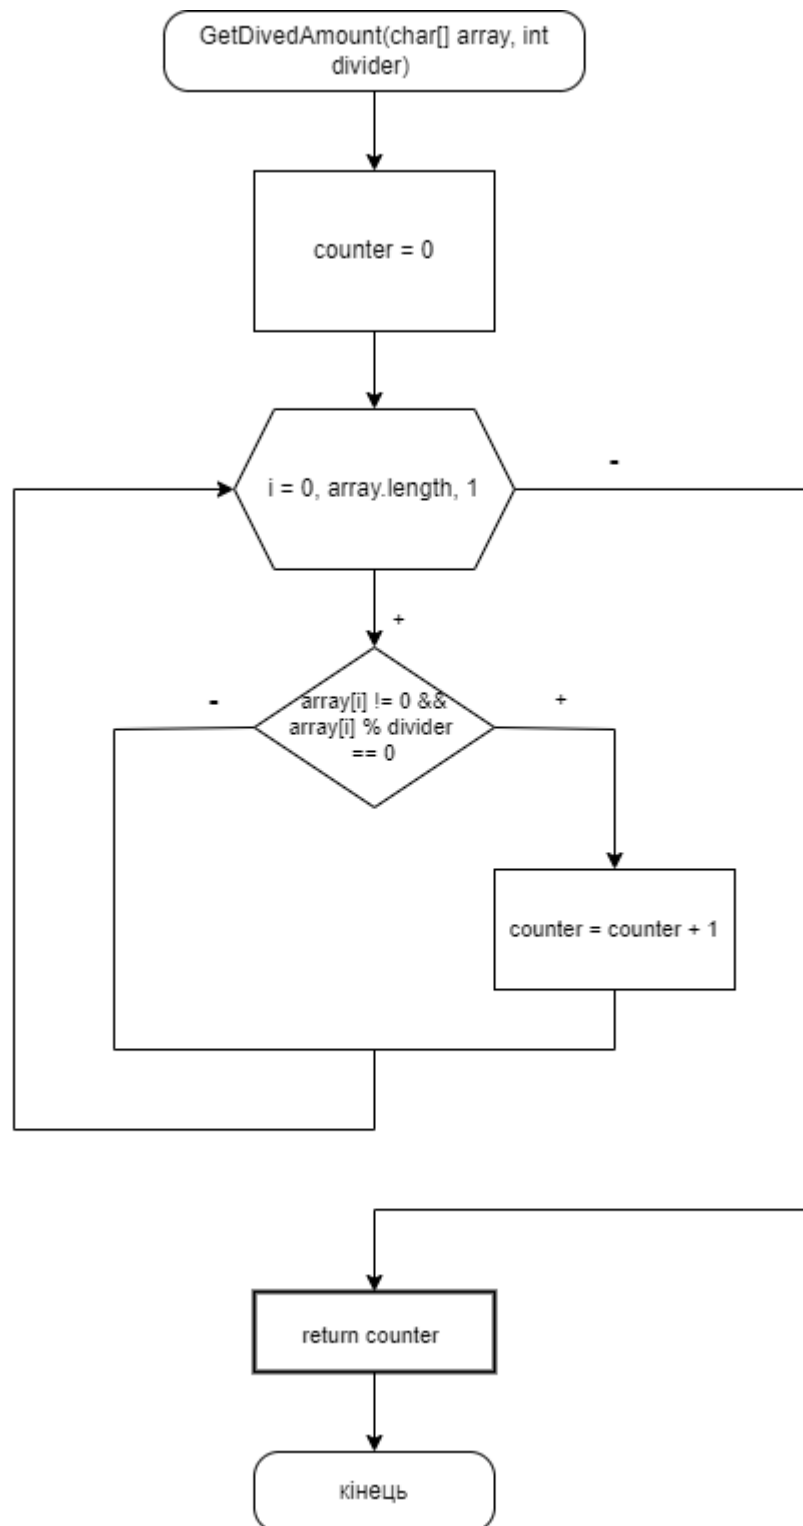 GetDivedAmount(char[] array, int
divider)
counter = 0
-
i = 0, array.length, 1
+
-
array[i] != 0 &&
array[i] % divider
== 0
+
counter = counter + 1
return counter
кінець